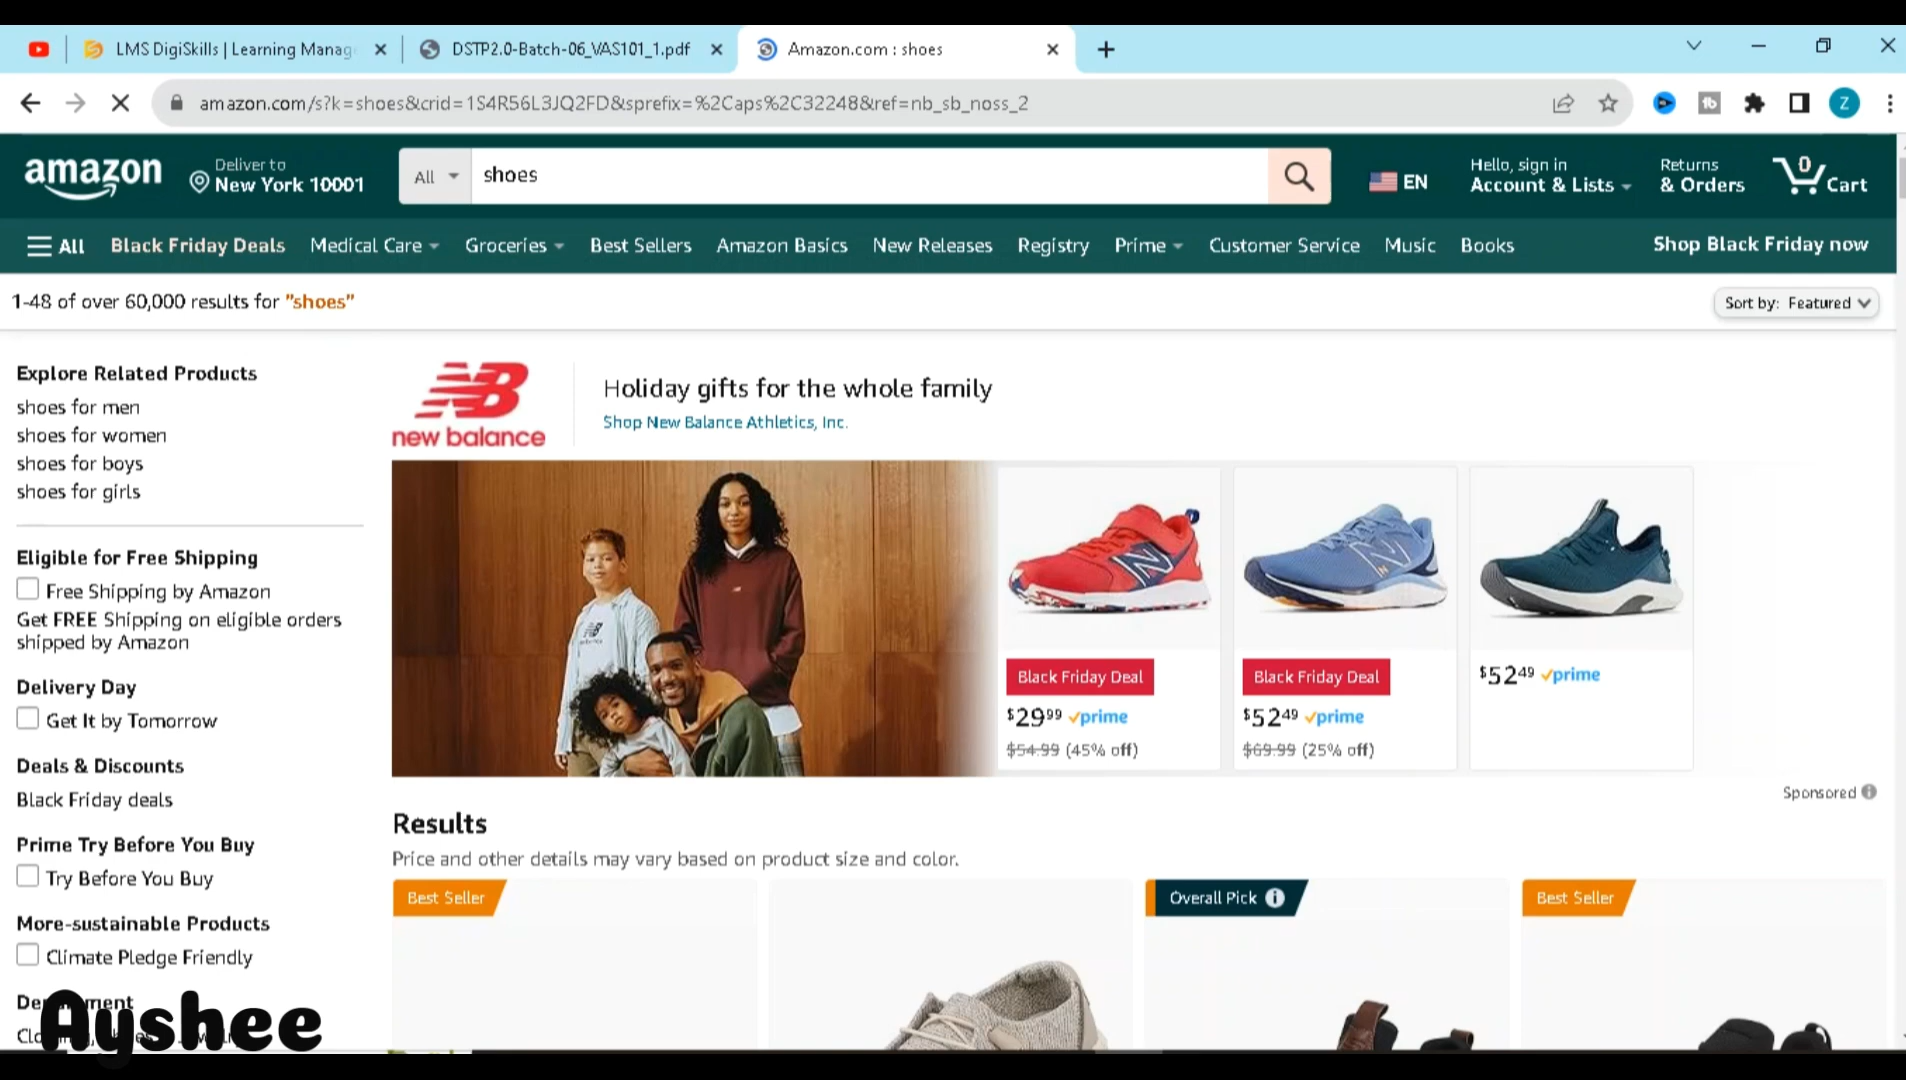 LMS DigiSkills | Learning Manag
DSTP2.0-Batch-06_VAS101_1.pdf
Amazon.com : shoes
amazon.com/s?k=shoes&crid=1S4R56L3JQ2FD&sprefix=%2Caps%2C32248&ref=nb_sb_noss_2
Z
amazon
Deliver to
New York 10001
All
shoes
EN
Hello, sign in
Account & Lists
Returns
& Orders
0
Cart
All
Black Friday Deals
Medical Care
Groceries
Best Sellers
Amazon Basics
New Releases
Registry
Prime
Customer Service
Music
Books
Shop Black Friday now
1-48 of over 60,000 results for "shoes"
Sort by: Featured
Explore Related Products
shoes for men
shoes for women
shoes for boys
shoes for girls
Eligible for Free Shipping
Free Shipping by Amazon
Get FREE Shipping on eligible orders
shipped by Amazon
Delivery Day
Get It by Tomorrow
Deals & Discounts
Black Friday deals
Prime Try Before You Buy
Try Before You Buy
More-sustainable Products
Climate Pledge Friendly
Ayshee
new balance
Holiday gifts for the whole family
Shop New Balance Athletics, Inc.
Black Friday Deal
$29.99 prime
$54.99 (45% off)
Black Friday Deal
$52.49 prime
$69.99 (25% off)
$52.49 prime
Sponsored
Results
Price and other details may vary based on product size and color.
Best Seller
Overall Pick
Best Seller